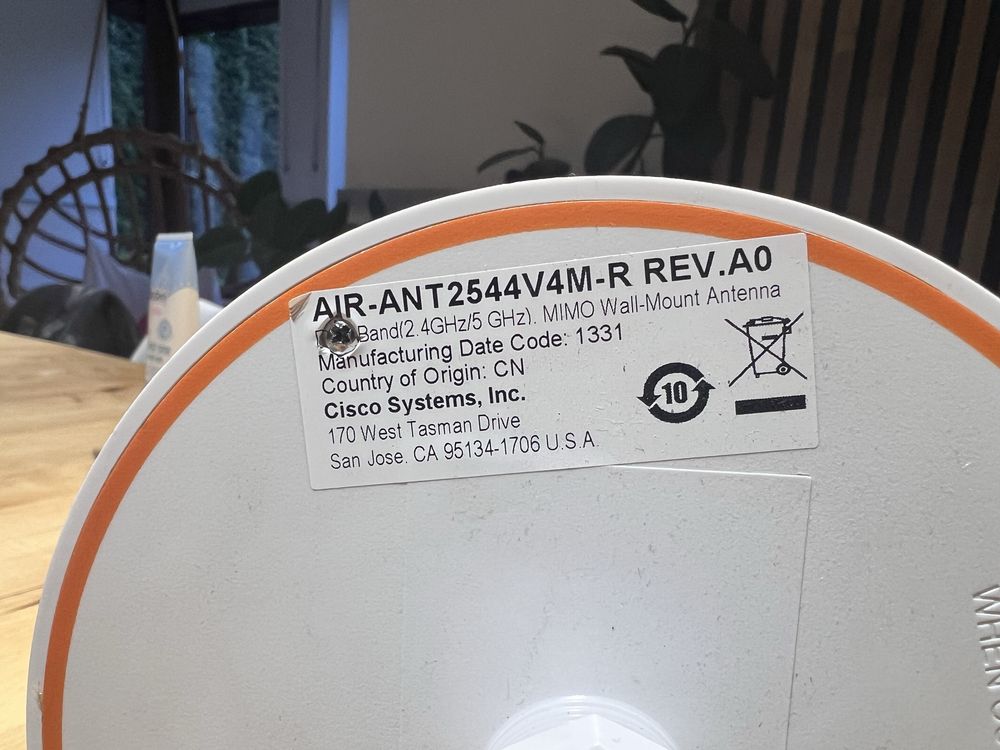 AIR-ANT2544V4M-R REV.A0
Band(2.4GHz/5 GHz), MIMO Wall-Mount Antenna
Manufacturing Date Code: 1331
Country of Origin: CN
Cisco Systems, Inc.
170 West Tasman Drive
San Jose. CA 95134-1706 U.S.A.
10
WHEN